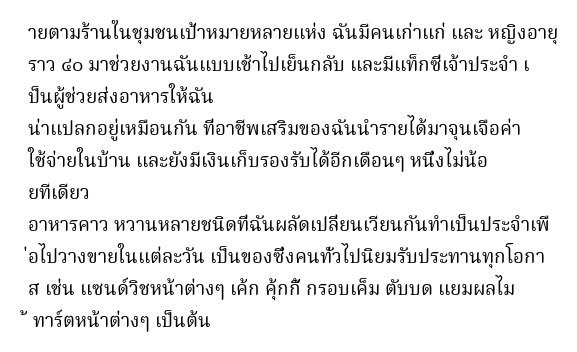 ายตามร้านในชุมชนเป้าหมายหลายแห่ง ฉันมีคนเก่าแก่ และ หญิงอายุ
ราว ๔๐ มาช่วยงานฉันแบบเช้าไปเย็นกลับ และมีแท็กซีเจ้าประจำ เ
ป็นผู้ช่วยส่งอาหารให้ฉัน
น่าแปลกอยู่เหมือนกัน ทีอาชีพเสริมของฉันนำรายได้มาจุนเจือค่า
ใช้จ่ายในบ้าน และยังมีเงินเก็บรองรับได้อีกเดือนๆ หนึ่งไม่น้อ
ยทีเดียว
อาหารคาว หวานหลายชนิดทีฉันผลัดเปลียนเวียนกันทำเป็นประจำเพื
่อไปวางขายในแต่ละวัน เป็นของซึ่งคนทั่วไปนิยมรับประทานทุกโอกา
ส เช่น แซนด์วิชหน้าต่างๆ เค้ก คุ้กกี้ กรอบเค็ม ตับบด แยมผลไม
้ ทาร์ตหน้าต่างๆ เป็นต้น